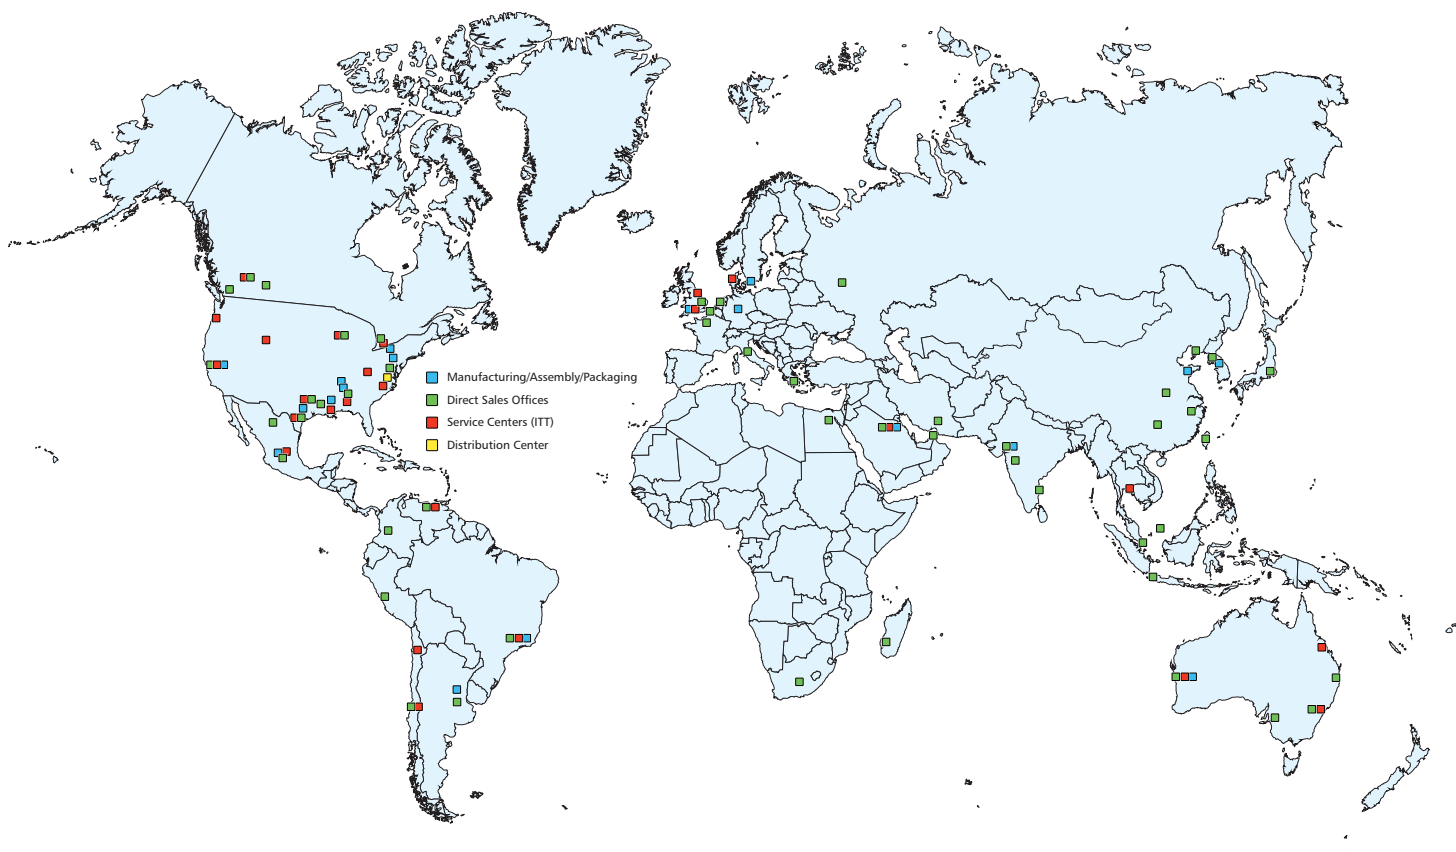 Manufacturing/Assembly/Packaging
Direct Sales Offices
Service Centers (ITT)
Distribution Center